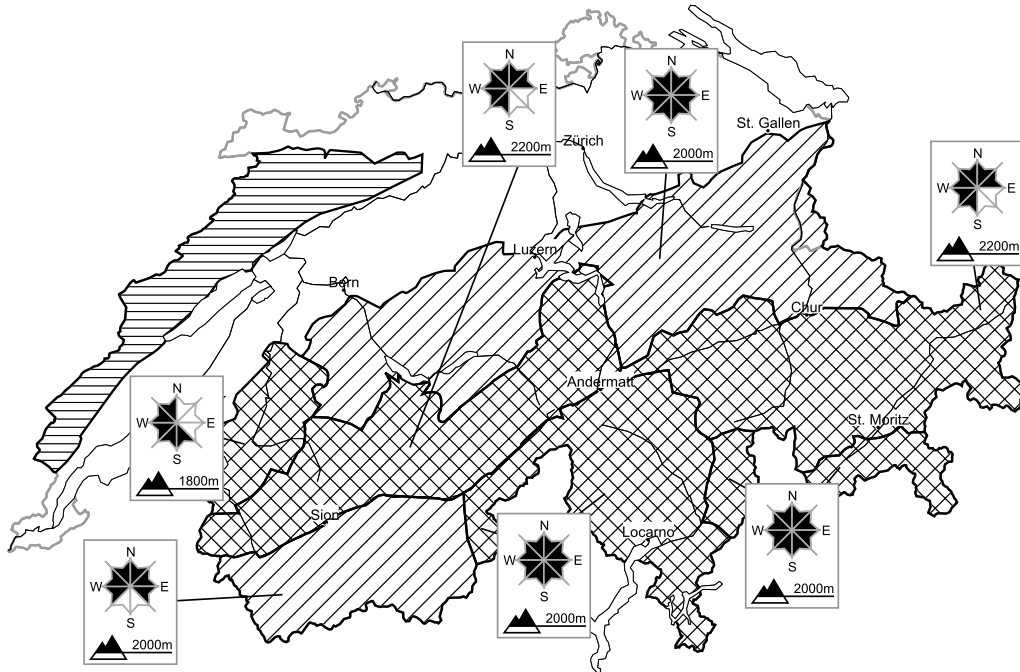 N
W E
S
2200m
N
W E
S
2000m
St. Gallen
Zürich
N
W E
S
2200m
Luzern
Bern
Chur
Andermatt
N
W E
S
1800m
St. Moritz
Sion
N
W E
S
2000m
Locarno
N
W E
S
2000m
N
W E
S
2000m